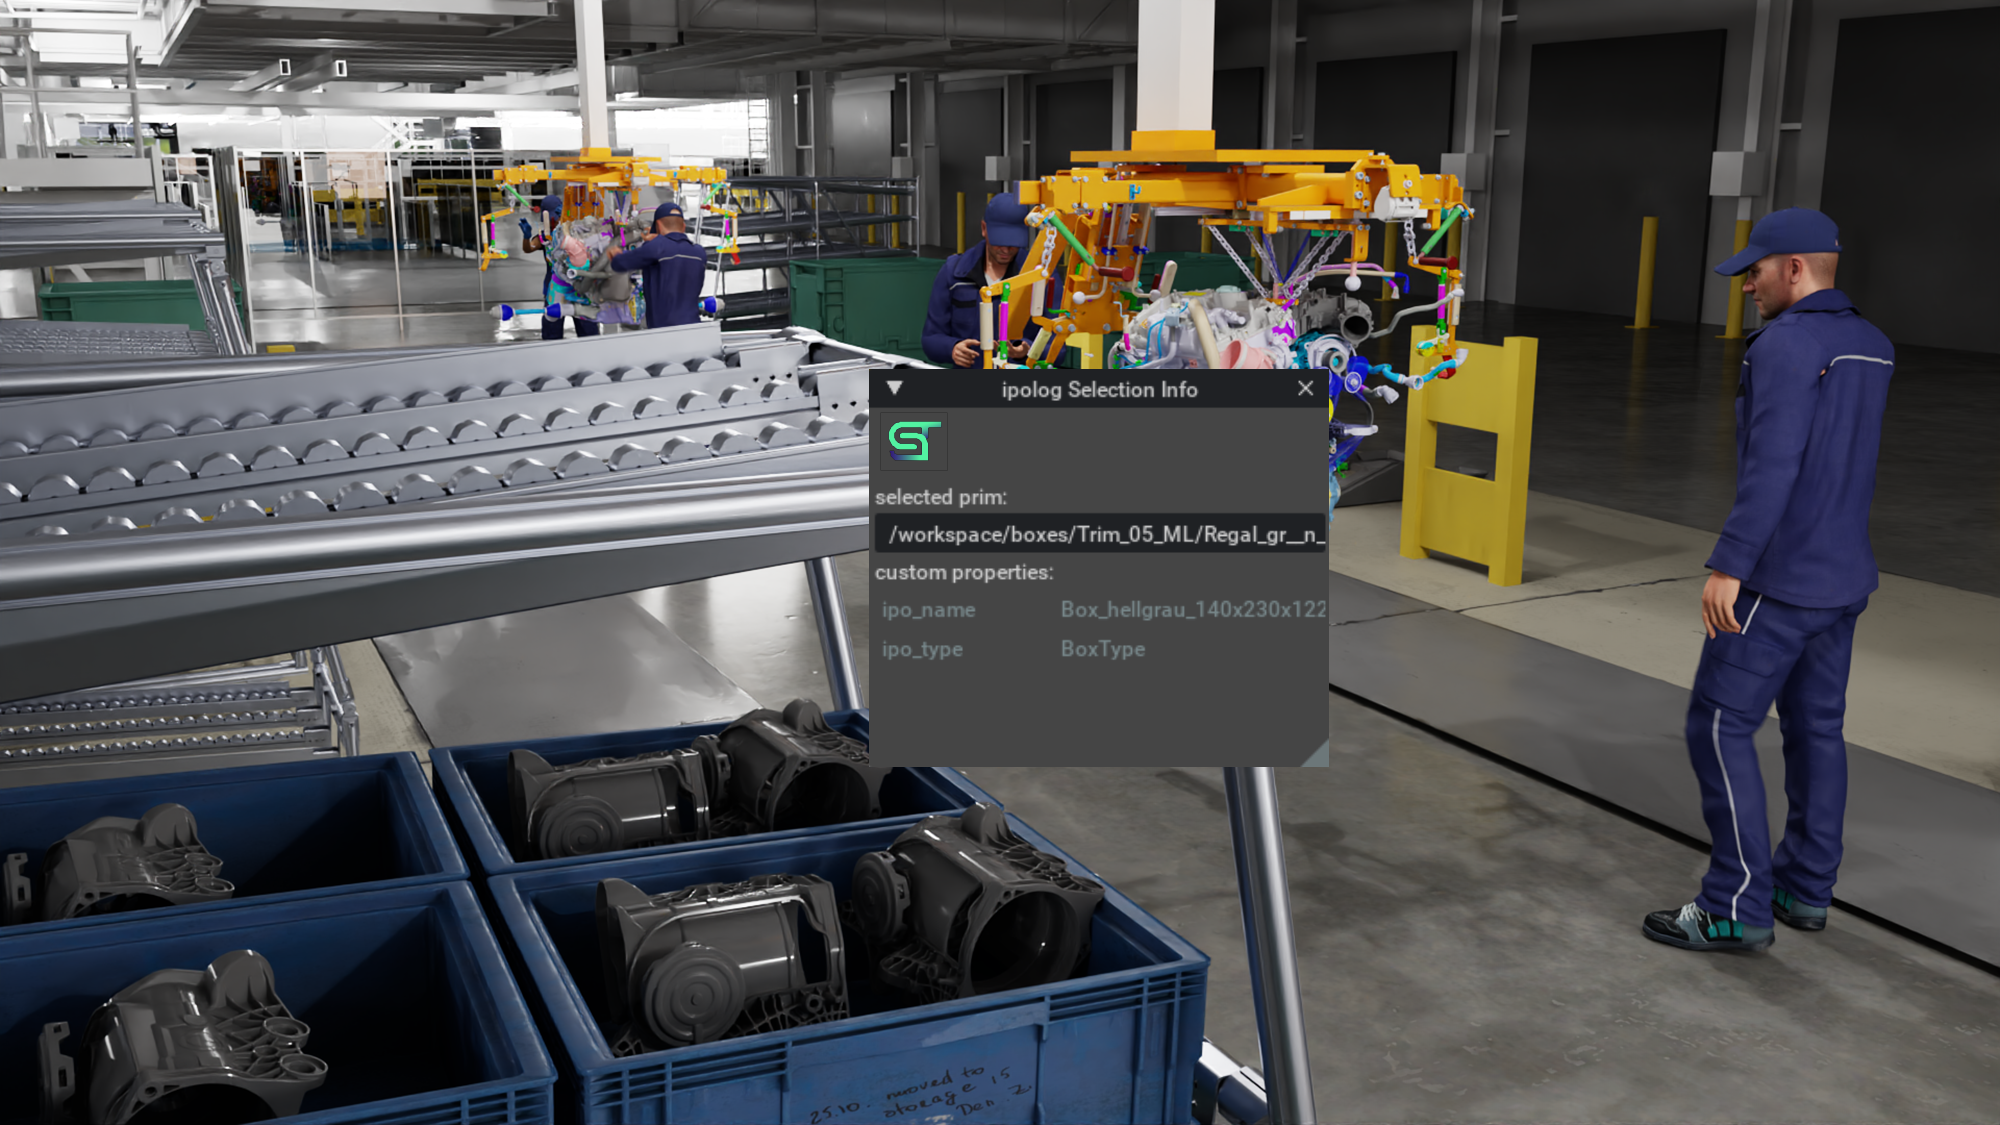 ipolog Selection Info
ST
selected prim:
/workspace/boxes/Trim_05_ML/Regal_gr__n_
custom properties:
ipo_name Box_hellgrau_140x230x122
ipo_type BoxType
25.10. moved to
storage 15
Den 2.